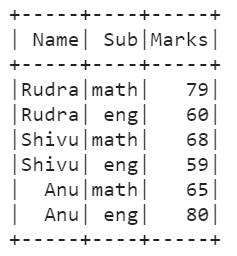 +-----+----+-----+
| Name| Sub|Marks|
+-----+----+-----+
|Rudra|math|   79|
|Rudra| eng|   60|
|Shivu|math|   68|
|Shivu| eng|   59|
|  Anu|math|   65|
|  Anu| eng|   80|
+-----+----+-----+